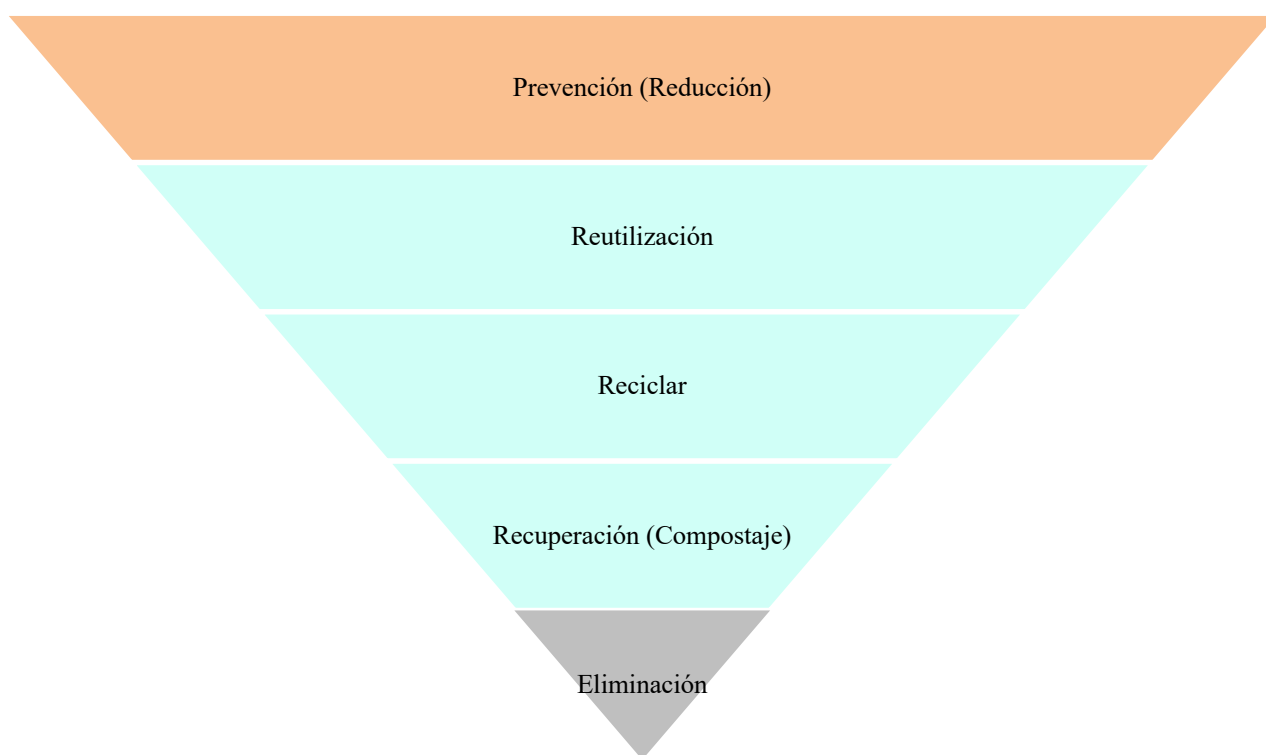 Prevención (Reducción)
Reutilización
Reciclar
Recuperación (Compostaje)
Eliminación